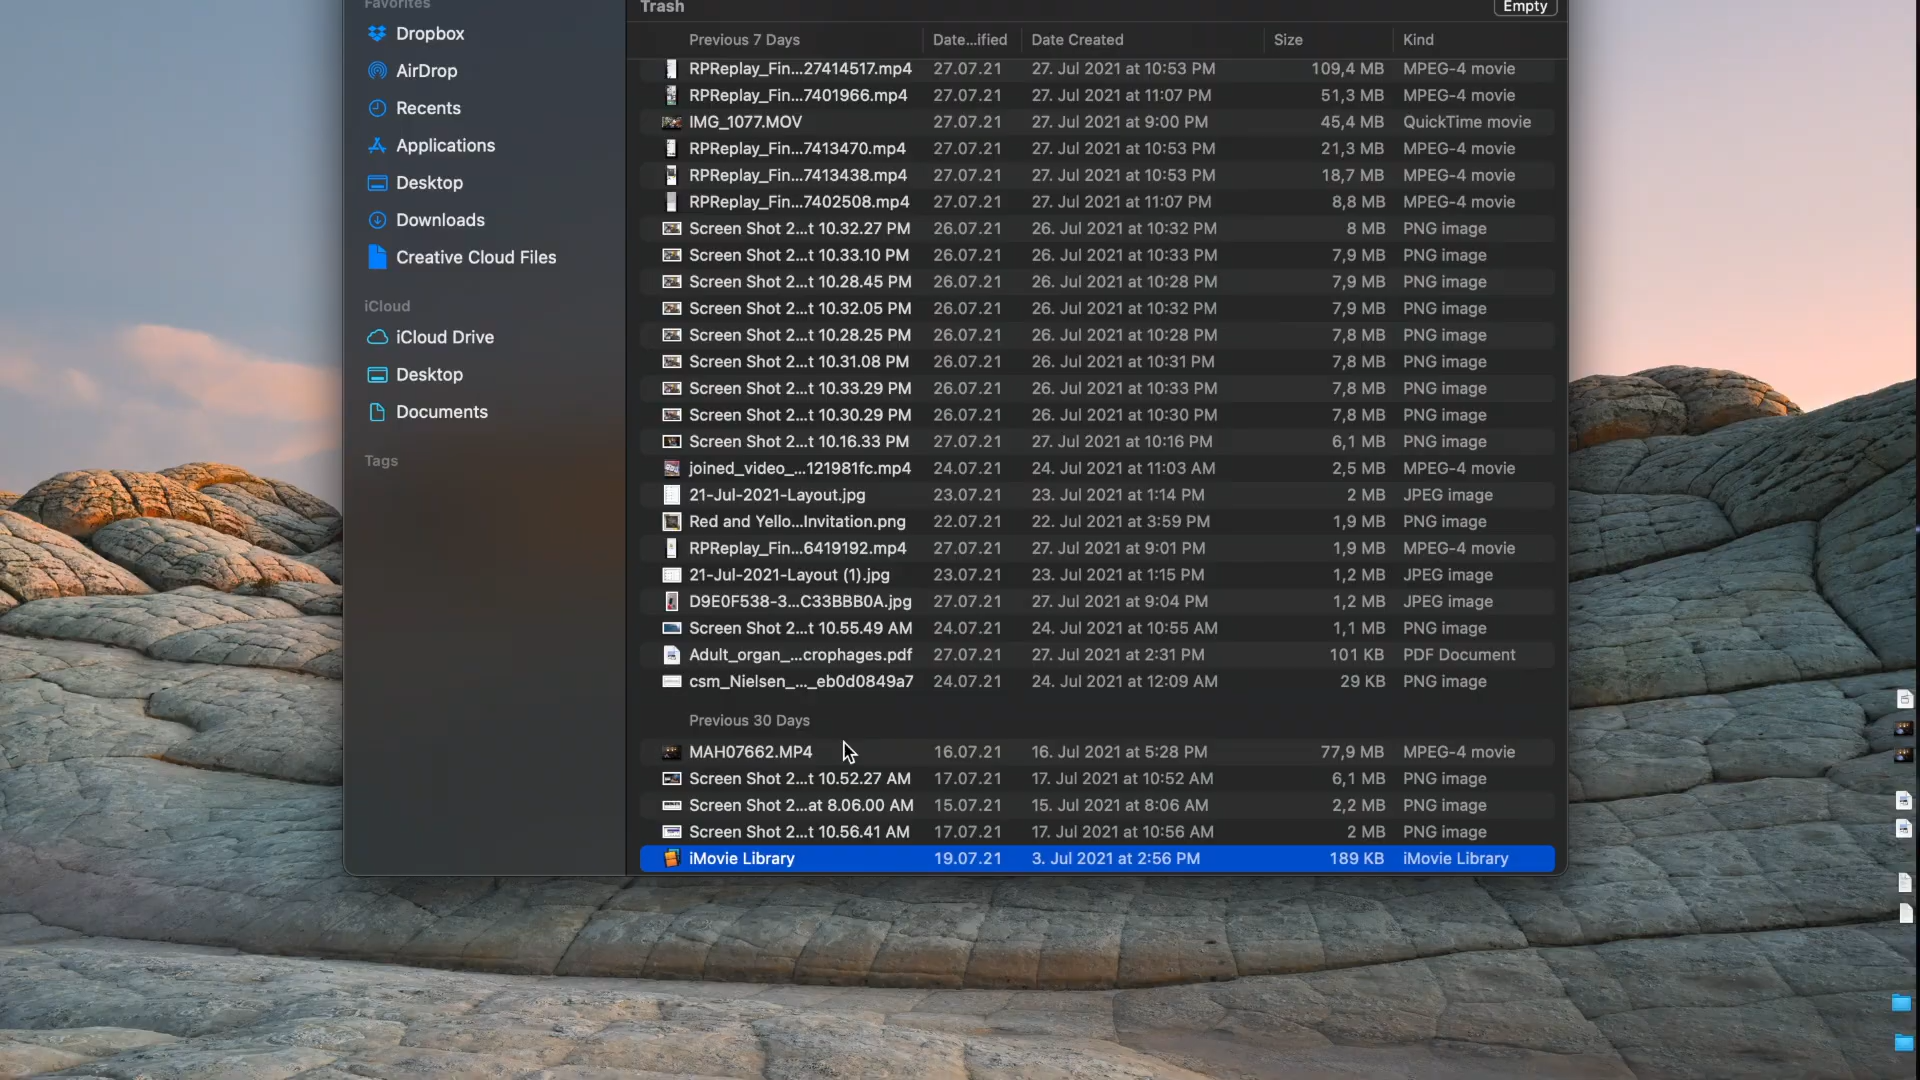 Favorites
Dropbox
AirDrop
Recents
Applications
Desktop
Downloads
Creative Cloud Files
iCloud
iCloud Drive
Desktop
Documents
Tags
Trash Empty
Previous 7 Days Date...ified Date Created Size Kind
RPReplay_Fin...27414517.mp4 27.07.21 27. Jul 2021 at 10:53 PM 109,4 MB MPEG-4 movie
RPReplay_Fin...7401966.mp4 27.07.21 27. Jul 2021 at 11:07 PM 51,3 MB MPEG-4 movie
IMG_1077.MOV 27.07.21 27. Jul 2021 at 9:00 PM 45,4 MB QuickTime movie
RPReplay_Fin...7413470.mp4 27.07.21 27. Jul 2021 at 10:53 PM 21,3 MB MPEG-4 movie
RPReplay_Fin...7413438.mp4 27.07.21 27. Jul 2021 at 10:53 PM 18,7 MB MPEG-4 movie
RPReplay_Fin...7402508.mp4 27.07.21 27. Jul 2021 at 11:07 PM 8,8 MB MPEG-4 movie
Screen Shot 2...t 10.32.27 PM 26.07.21 26. Jul 2021 at 10:32 PM 8 MB PNG image
Screen Shot 2...t 10.33.10 PM 26.07.21 26. Jul 2021 at 10:33 PM 7,9 MB PNG image
Screen Shot 2...t 10.28.45 PM 26.07.21 26. Jul 2021 at 10:28 PM 7,9 MB PNG image
Screen Shot 2...t 10.32.05 PM 26.07.21 26. Jul 2021 at 10:32 PM 7,9 MB PNG image
Screen Shot 2...t 10.28.25 PM 26.07.21 26. Jul 2021 at 10:28 PM 7,8 MB PNG image
Screen Shot 2...t 10.31.08 PM 26.07.21 26. Jul 2021 at 10:31 PM 7,8 MB PNG image
Screen Shot 2...t 10.33.29 PM 26.07.21 26. Jul 2021 at 10:33 PM 7,8 MB PNG image
Screen Shot 2...t 10.30.29 PM 26.07.21 26. Jul 2021 at 10:30 PM 7,8 MB PNG image
Screen Shot 2...t 10.16.33 PM 27.07.21 27. Jul 2021 at 10:16 PM 6,1 MB PNG image
joined_video_...121981fc.mp4 24.07.21 24. Jul 2021 at 11:03 AM 2,5 MB MPEG-4 movie
21-Jul-2021-Layout.jpg 23.07.21 23. Jul 2021 at 1:14 PM 2 MB JPEG image
Red and Yello...Invitation.png 22.07.21 22. Jul 2021 at 3:59 PM 1,9 MB PNG image
RPReplay_Fin...6419192.mp4 27.07.21 27. Jul 2021 at 9:01 PM 1,9 MB MPEG-4 movie
21-Jul-2021-Layout (1).jpg 23.07.21 23. Jul 2021 at 1:15 PM 1,2 MB JPEG image
D9E0F538-3...C33BBB0A.jpg 27.07.21 27. Jul 2021 at 9:04 PM 1,2 MB JPEG image
Screen Shot 2...t 10.55.49 AM 24.07.21 24. Jul 2021 at 10:55 AM 1,1 MB PNG image
Adult_organ_...crophages.pdf 27.07.21 27. Jul 2021 at 2:31 PM 101 KB PDF Document
csm_Nielsen_..._eb0d0849a7 24.07.21 24. Jul 2021 at 12:09 AM 29 KB PNG image
Previous 30 Days
MAH07662.MP4 16.07.21 16. Jul 2021 at 5:28 PM 77,9 MB MPEG-4 movie
Screen Shot 2...t 10.52.27 AM 17.07.21 17. Jul 2021 at 10:52 AM 6,1 MB PNG image
Screen Shot 2...at 8.06.00 AM 15.07.21 15. Jul 2021 at 8:06 AM 2,2 MB PNG image
Screen Shot 2...t 10.56.41 AM 17.07.21 17. Jul 2021 at 10:56 AM 2 MB PNG image
iMovie Library 19.07.21 3. Jul 2021 at 2:56 PM 189 KB iMovie Library